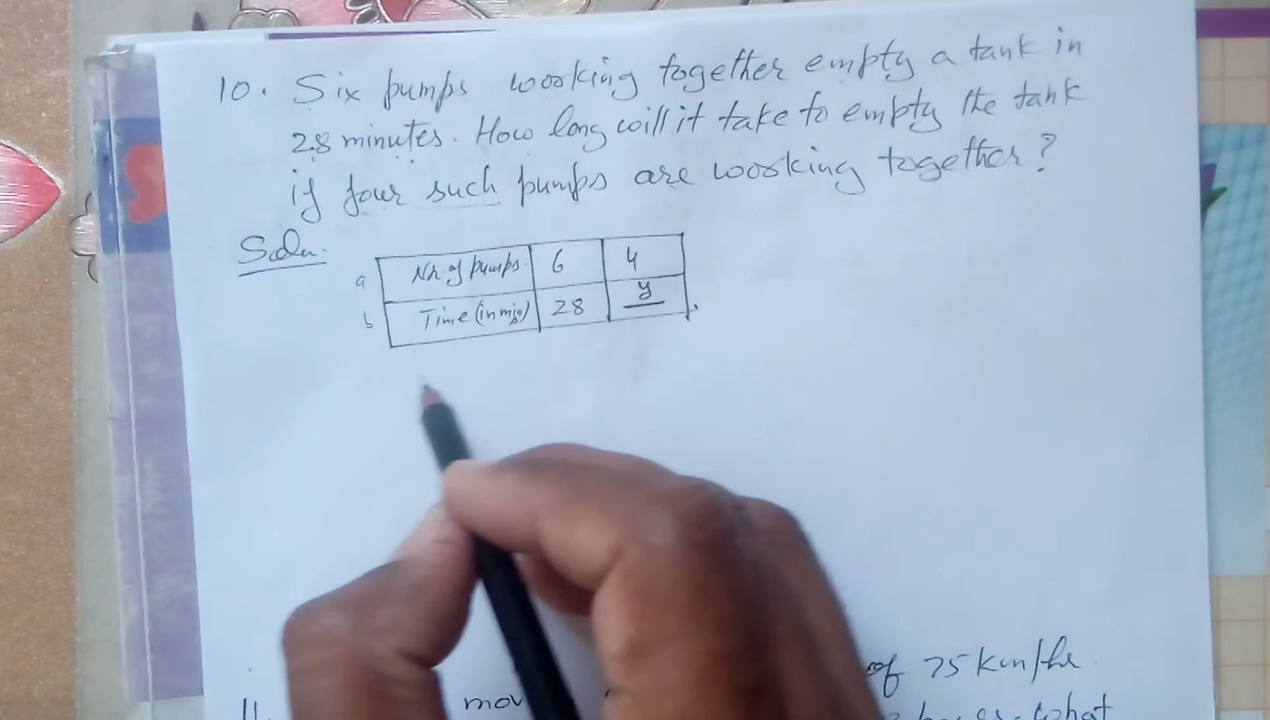 10. Six pumps working together empty a tank in
28 minutes. How long will it take to empty the tank
if four such pumps are working together?
Soln.
a No. of pumps 6 4
b Time (in min) 28 y
of 75 km/hr
11. mov
what